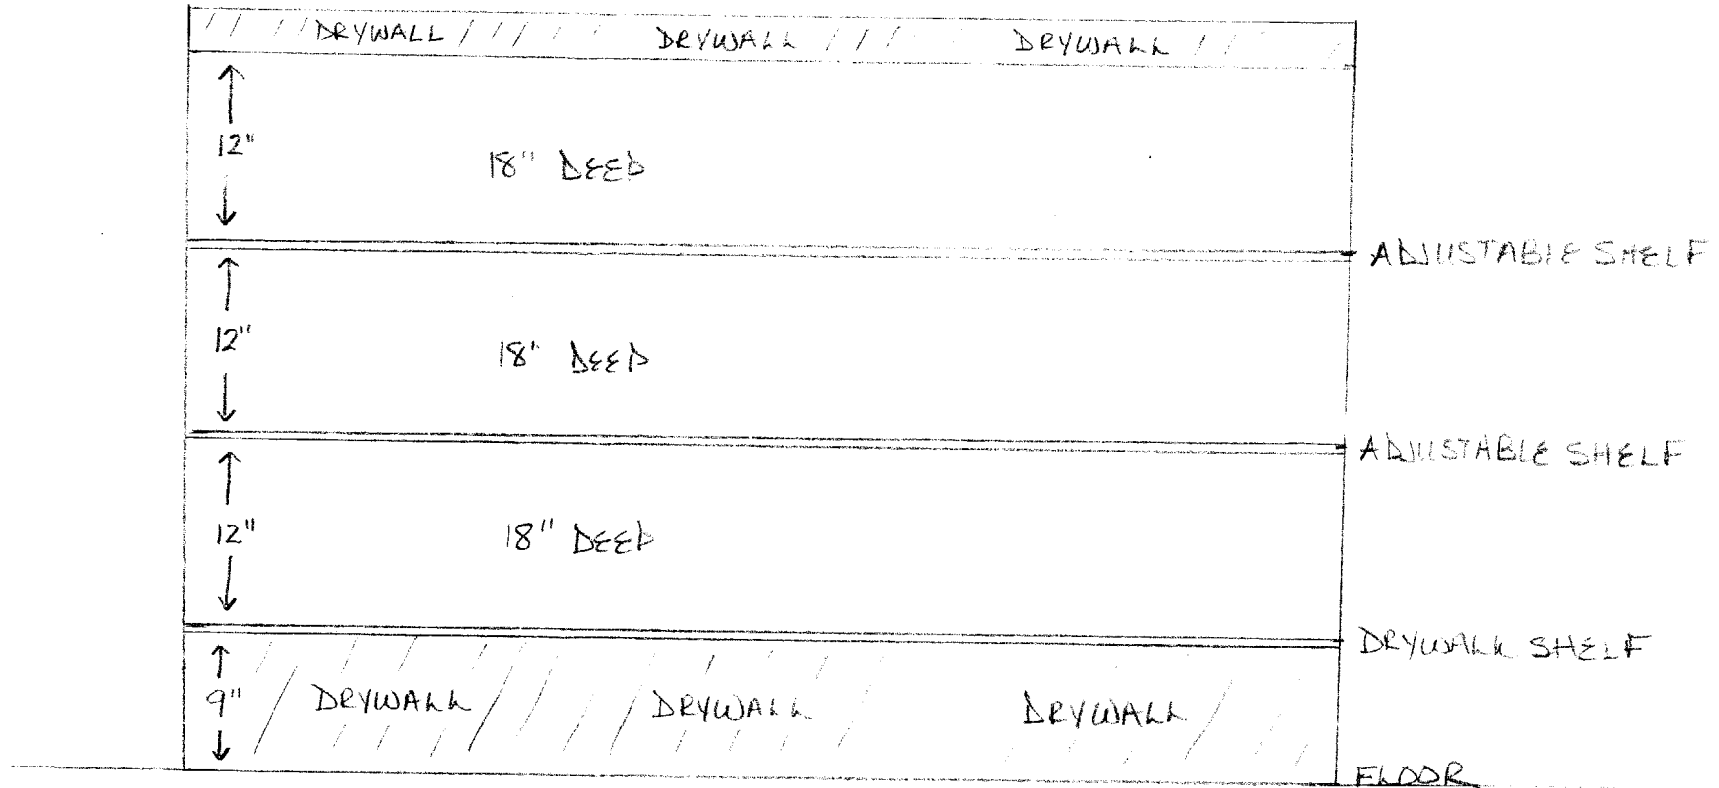 DRYWALL DRYWALL DRYWALL
12"
18" DEEP
ADJUSTABLE SHELF
12"
18" DEEP
ADJUSTABLE SHELF
12"
18" DEEP
DRYWALL SHELF
9" DRYWALL DRYWALL DRYWALL
FLOOR